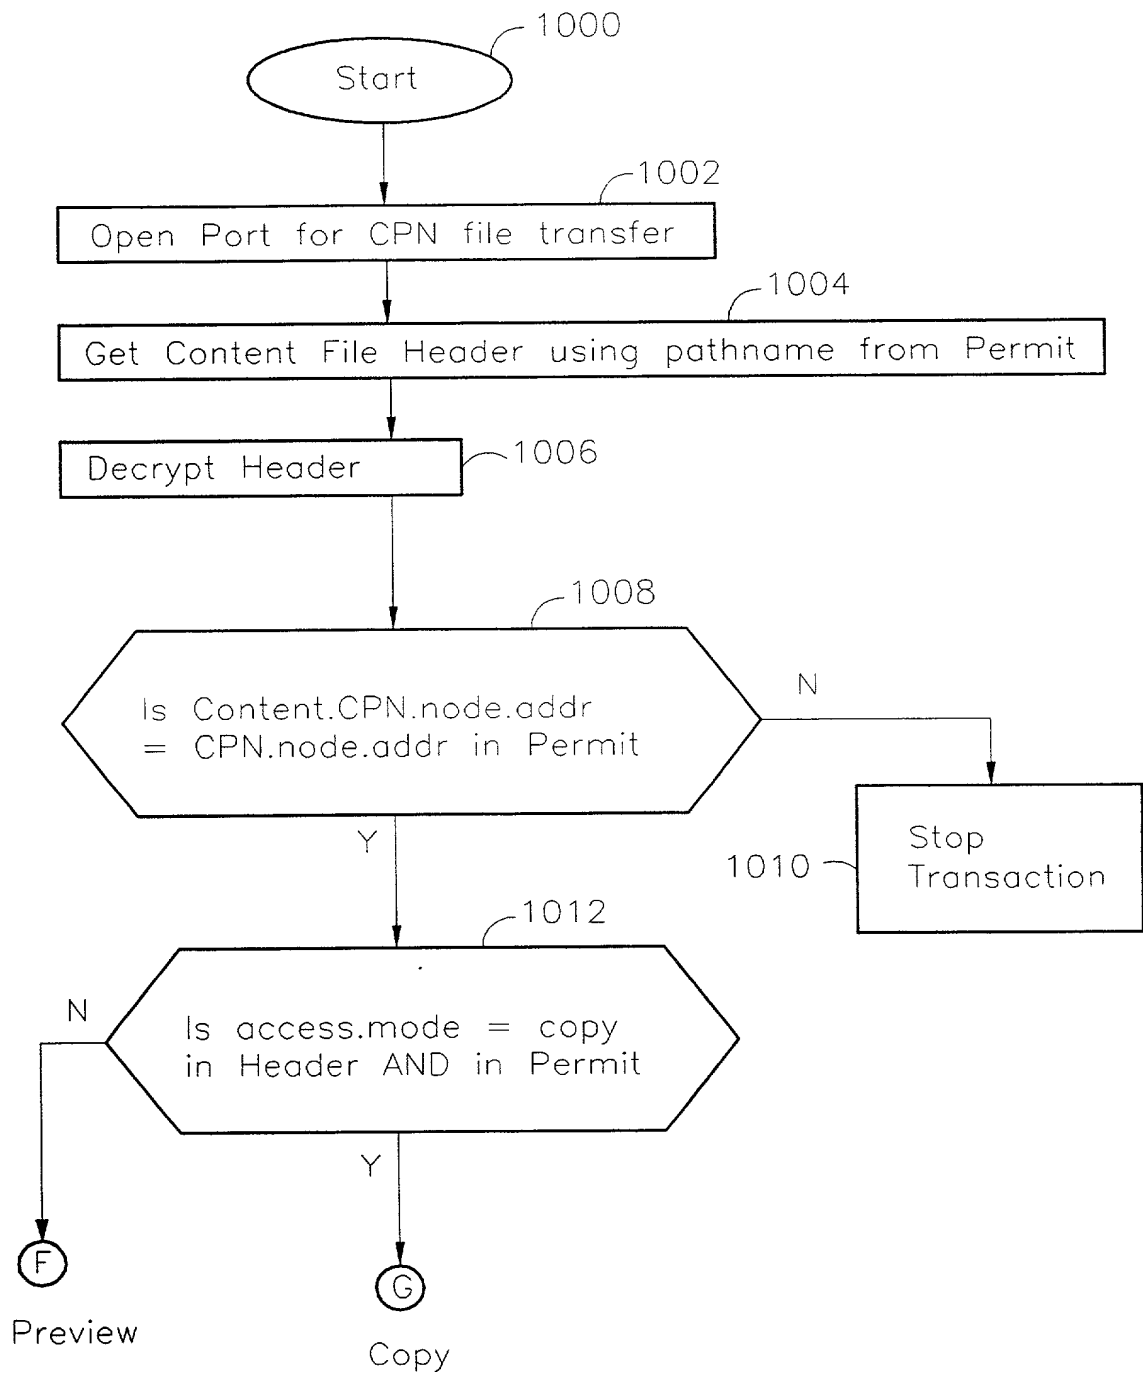 1000
Start
1002
Open Port for CPN file transfer
1004
Get Content File Header using pathname from Permit
Decrypt Header
1006
1008
Is Content.CPN.node.addr
= CPN.node.addr in Permit
N
Y
Stop
Transaction
1010
1012
Is access.mode = copy
in Header AND in Permit
N
Y
F
Preview
G
Copy